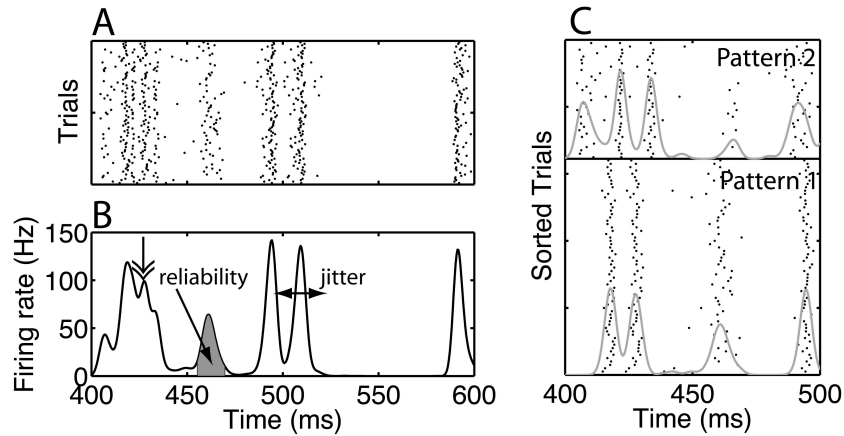 A
Trials
B
Firing rate (Hz)
150
100
50
0
reliability
jitter
400
450
500
550
600
Time (ms)
C
Pattern 2
Pattern 1
Sorted Trials
400
450
500
Time (ms)